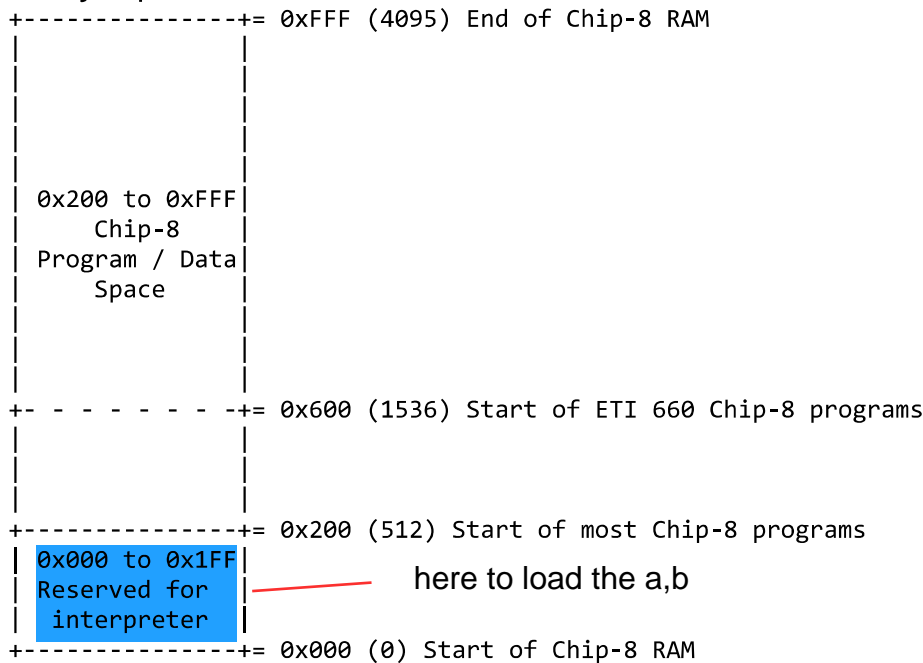 +---------------+= 0xFFF (4095) End of Chip-8 RAM
|               |
|               |
|               |
|               |
|               |
| 0x200 to 0xFFF|
|     Chip-8    |
| Program / Data|
|     Space     |
|               |
|               |
|               |
+- - - - - - - -+= 0x600 (1536) Start of ETI 660 Chip-8 programs
|               |
|               |
|               |
+---------------+= 0x200 (512) Start of most Chip-8 programs
| 0x000 to 0x1FF|
| Reserved for  | here to load the a,b
|  interpreter  |
+---------------+= 0x000 (0) Start of Chip-8 RAM